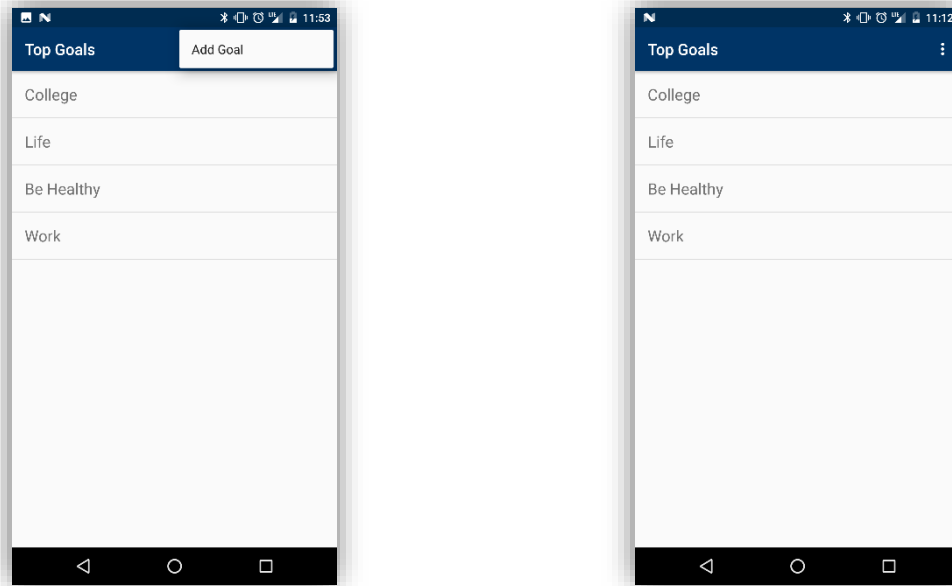 11:53
Top Goals
Add Goal
College
Life
Be Healthy
Work
11:12
Top Goals
College
Life
Be Healthy
Work